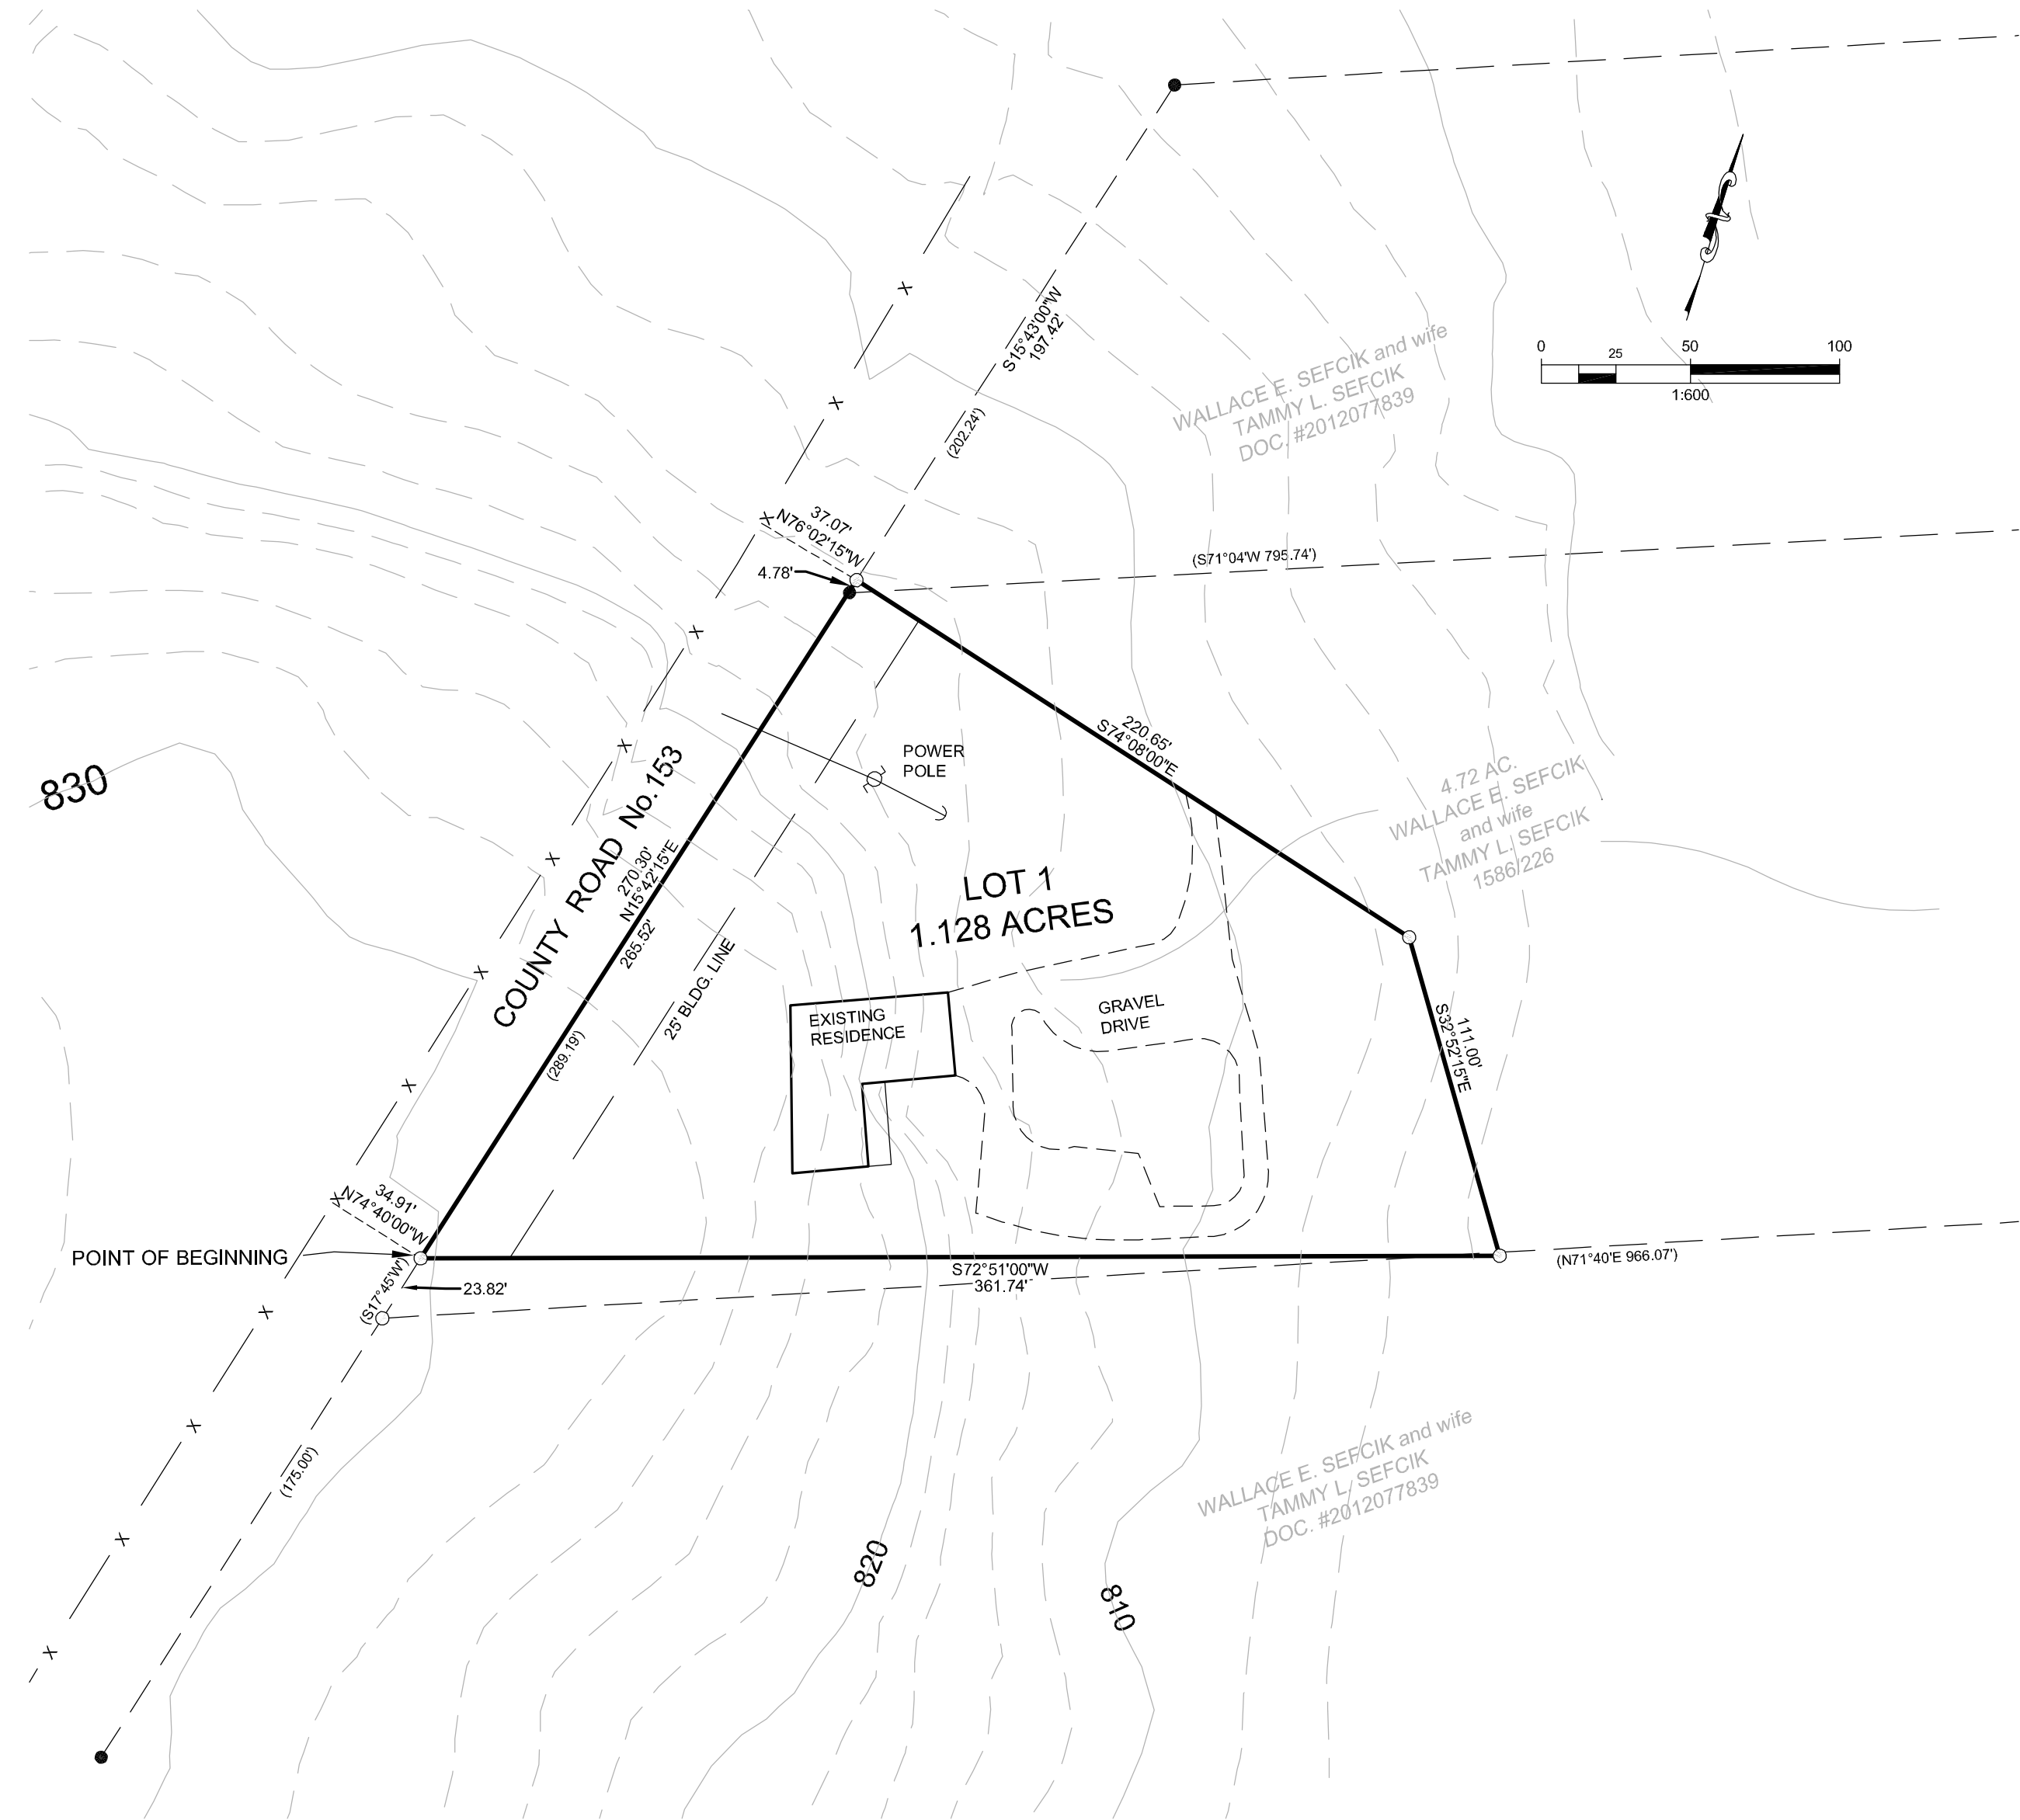 S15°43'00"W
197.42'
(202.24')
0
25
50
100
1:600
WALLACE E. SEFCIK and wife
TAMMY L. SEFCIK
DOC. #2012077839
X
X
X
37.07'
N76°02'15"W
4.78'
(S71°04'W 795.74')
X
X
X
X
X
X
X
X
X
X
X
POWER
POLE
220.65'
S74°08'00"E
830
COUNTY ROAD No.153
270.30'
N15°42'15"E
265.52'
(289.19')
25' BLDG. LINE
4.72 AC.
WALLACE E. SEFCIK
and wife
TAMMY L. SEFCIK
1586/226
LOT 1
1.128 ACRES
EXISTING
RESIDENCE
GRAVEL
DRIVE
111.00'
S32°52'15"E
34.91'
N74°40'00"W
POINT OF BEGINNING
(S17°45'W)
23.82'
S72°51'00"W
361.74'
(N71°40'E 966.07')
(175.00')
WALLACE E. SEFCIK and wife
TAMMY L. SEFCIK
DOC. #2012077839
820
810